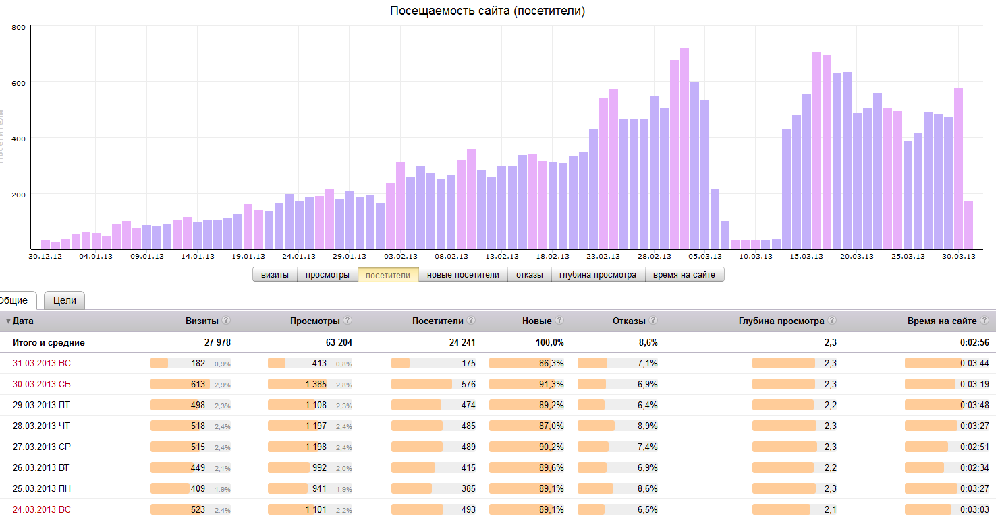 Посещаемость сайта (посетители)
800
600
400
200
Посетители
30.12.12 04.01.13 09.01.13 14.01.13 19.01.13 24.01.13 29.01.13 03.02.13 08.02.13 13.02.13 18.02.13 23.02.13 28.02.13 05.03.13 10.03.13 15.03.13 20.03.13 25.03.13 30.03.13
визиты просмотры посетители новые посетители отказы глубина просмотра время на сайте
Общие Цели
▼Дата Визиты ? Просмотры ? Посетители ? Новые ? Отказы ? Глубина просмотра ? Время на сайте ?
Итого и средние 27 978 63 204 24 241 100,0% 8,6% 2,3 0:02:56
31.03.2013 ВС 182 0,9% 413 0,8% 175 86,3% 7,1% 2,3 0:03:44
30.03.2013 СБ 613 2,9% 1 385 2,8% 576 91,3% 6,9% 2,3 0:03:19
29.03.2013 ПТ 498 2,3% 1 108 2,3% 474 89,2% 6,4% 2,2 0:03:48
28.03.2013 ЧТ 518 2,4% 1 197 2,4% 485 87,0% 8,9% 2,3 0:03:27
27.03.2013 СР 515 2,4% 1 198 2,4% 489 90,2% 7,4% 2,3 0:02:51
26.03.2013 ВТ 449 2,1% 992 2,0% 415 89,6% 6,9% 2,2 0:02:34
25.03.2013 ПН 409 1,9% 941 1,9% 385 89,1% 8,6% 2,3 0:03:27
24.03.2013 ВС 523 2,4% 1 101 2,2% 493 89,1% 6,5% 2,1 0:03:03